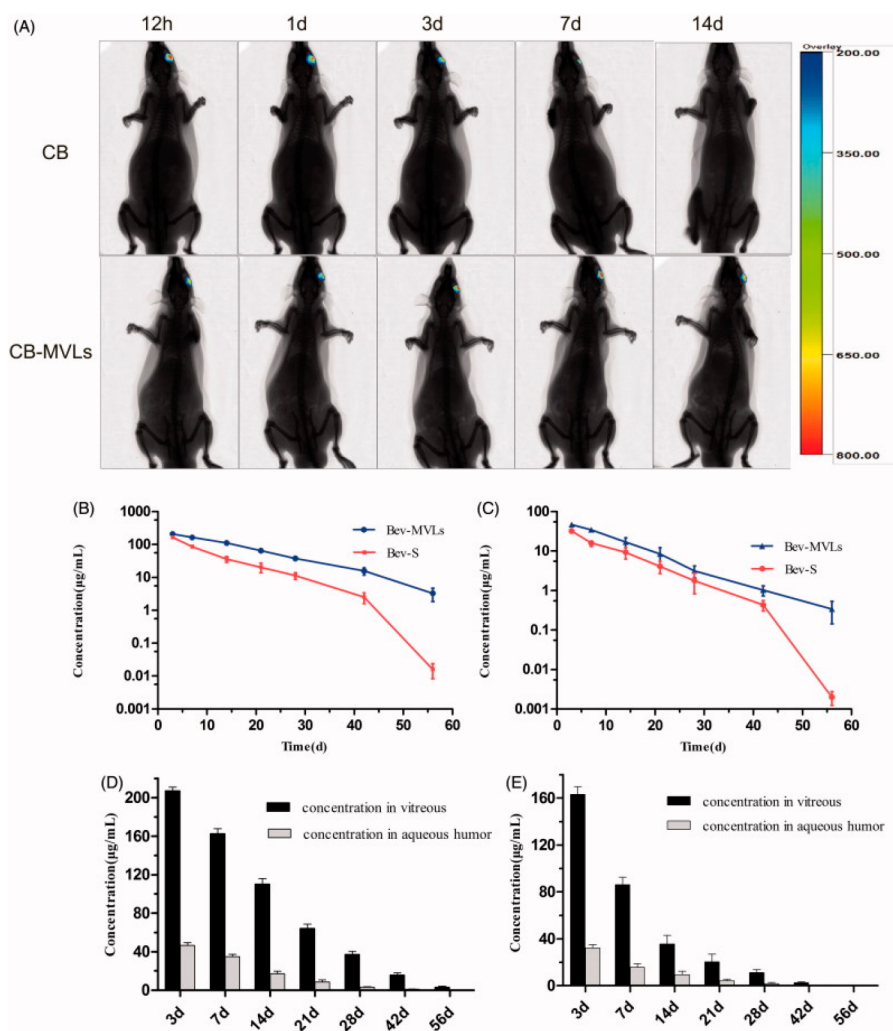 (A)
12h 1d 3d 7d 14d
Overlay
200.00
350.00
500.00
650.00
800.00
CB
CB-MVLs
(B)
Concentration(μg/mL)
1000
100
10
1
0.1
0.01
0.001
Bev-MVLs
Bev-S
0 10 20 30 40 50 60
Time(d)
(C)
Concentration(μg/mL)
100
10
1
0.1
0.01
0.001
Bev-MVLs
Bev-S
0 10 20 30 40 50 60
Time(d)
(D)
Concentration(μg/mL)
200
160
120
80
40
0
concentration in vitreous
concentration in aqueous humor
3d 7d 14d 21d 28d 42d 56d
(E)
Concentration(μg/mL)
160
120
80
40
0
concentration in vitreous
concentration in aqueous humor
3d 7d 14d 21d 28d 42d 56d